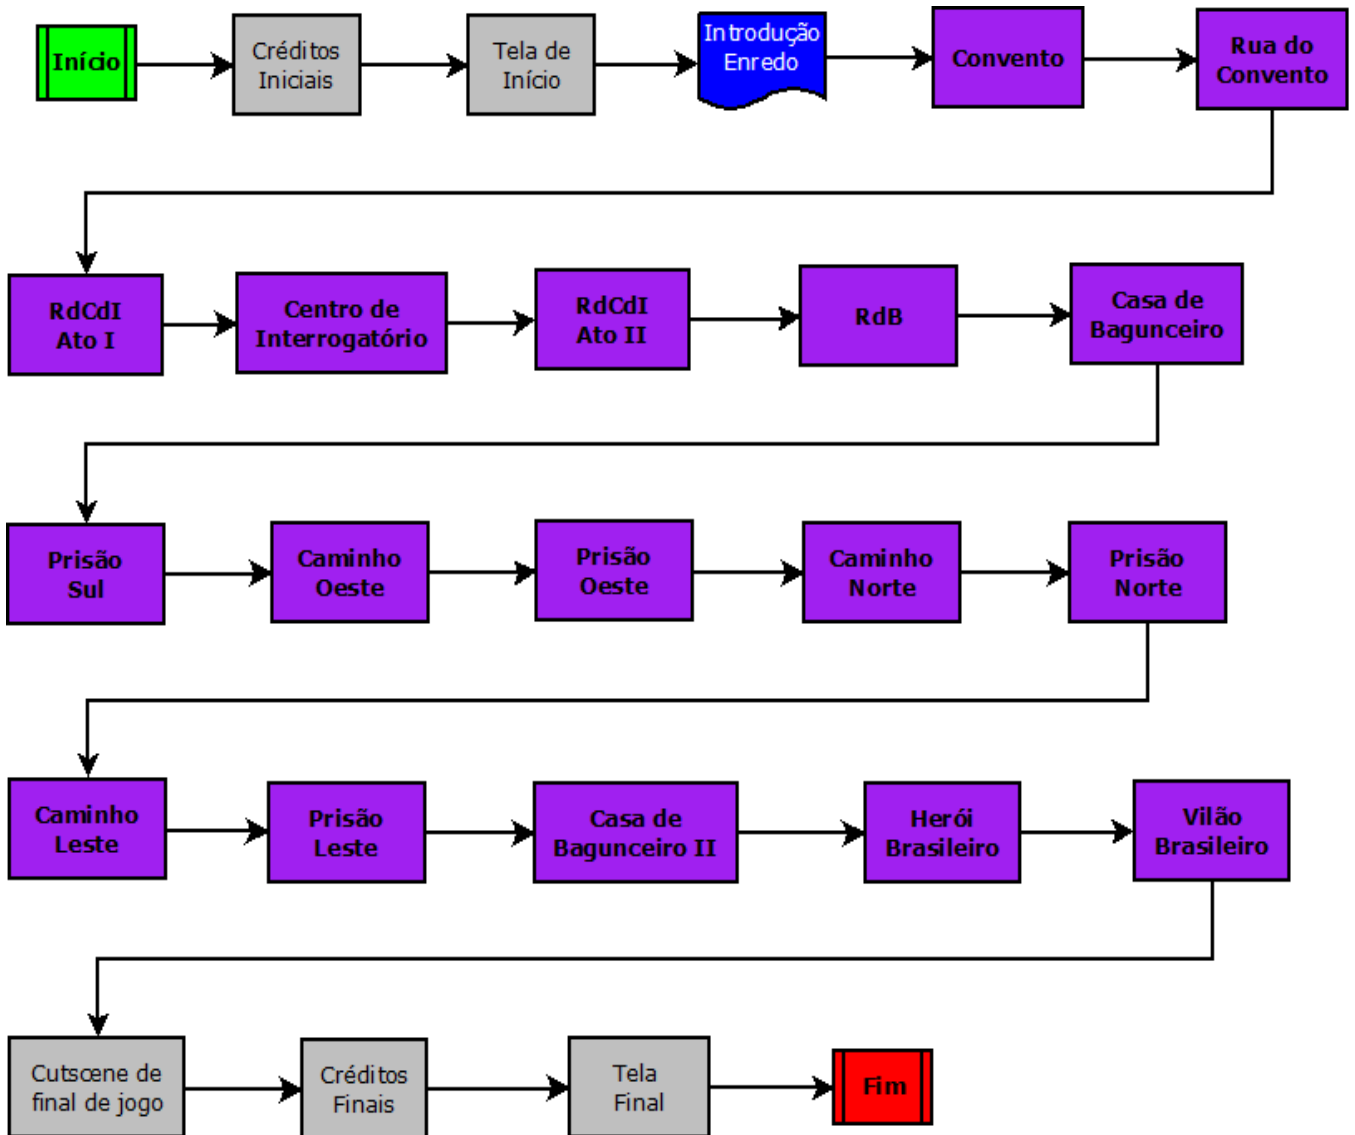 Início
Créditos
Iniciais
Tela de
Início
Introdução
Enredo
Convento
Rua do
Convento
RdCdI
Ato I
Centro de
Interrogatório
RdCdI
Ato II
RdB
Casa de
Bagunceiro
Prisão
Sul
Caminho
Oeste
Prisão
Oeste
Caminho
Norte
Prisão
Norte
Caminho
Leste
Prisão
Leste
Casa de
Bagunceiro II
Herói
Brasileiro
Vilão
Brasileiro
Cutscene de
final de jogo
Créditos
Finais
Tela
Final
Fim